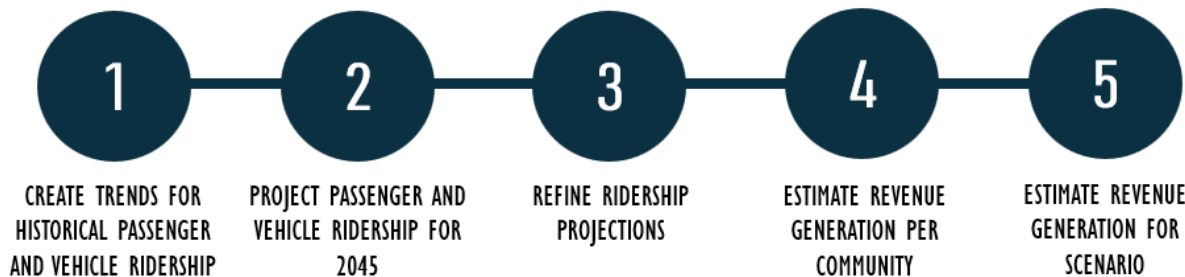 1
CREATE TRENDS FOR
HISTORICAL PASSENGER
AND VEHICLE RIDERSHIP
2
PROJECT PASSENGER AND
VEHICLE RIDERSHIP FOR
2045
3
REFINE RIDERSHIP
PROJECTIONS
4
ESTIMATE REVENUE
GENERATION PER
COMMUNITY
5
ESTIMATE REVENUE
GENERATION FOR
SCENARIO